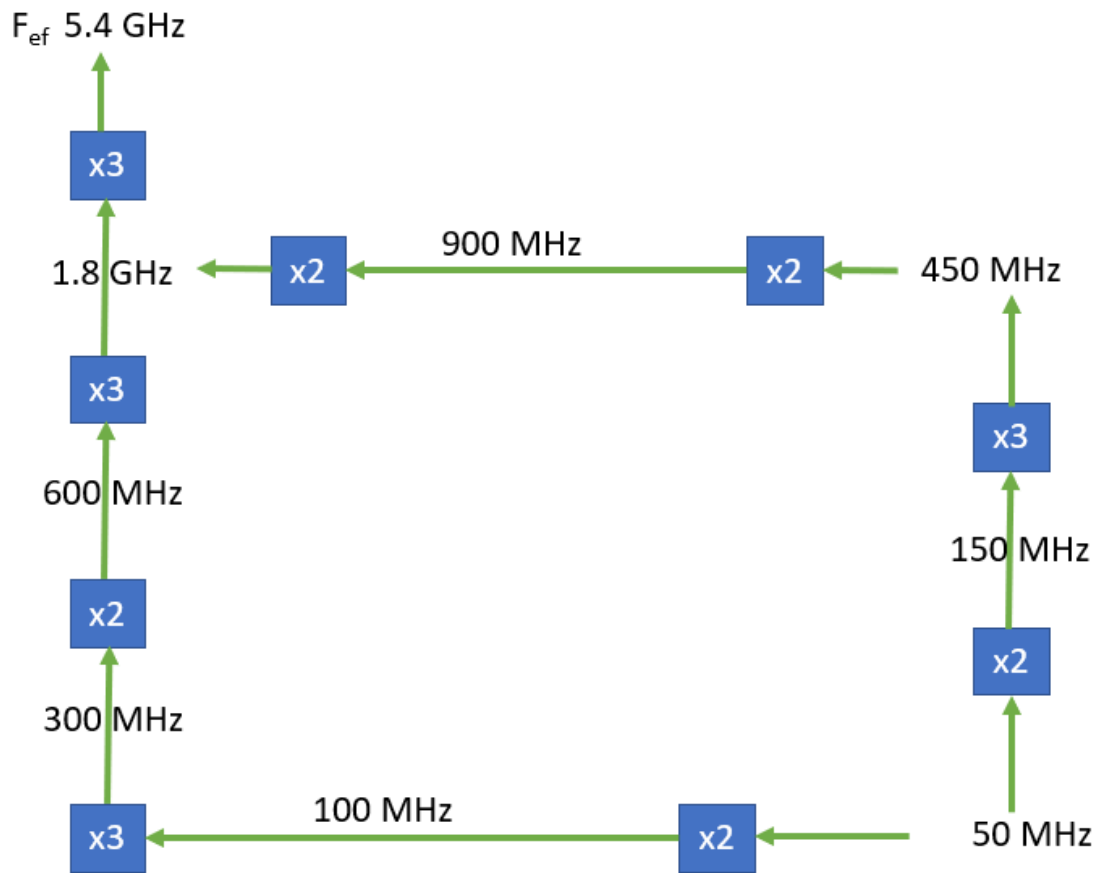 Fef 5.4 GHz
x3
900 MHz
1.8 GHz
x2
x2
450 MHz
x3
x3
600 MHz
150 MHz
x2
x2
300 MHz
100 MHz
x3
x2
50 MHz